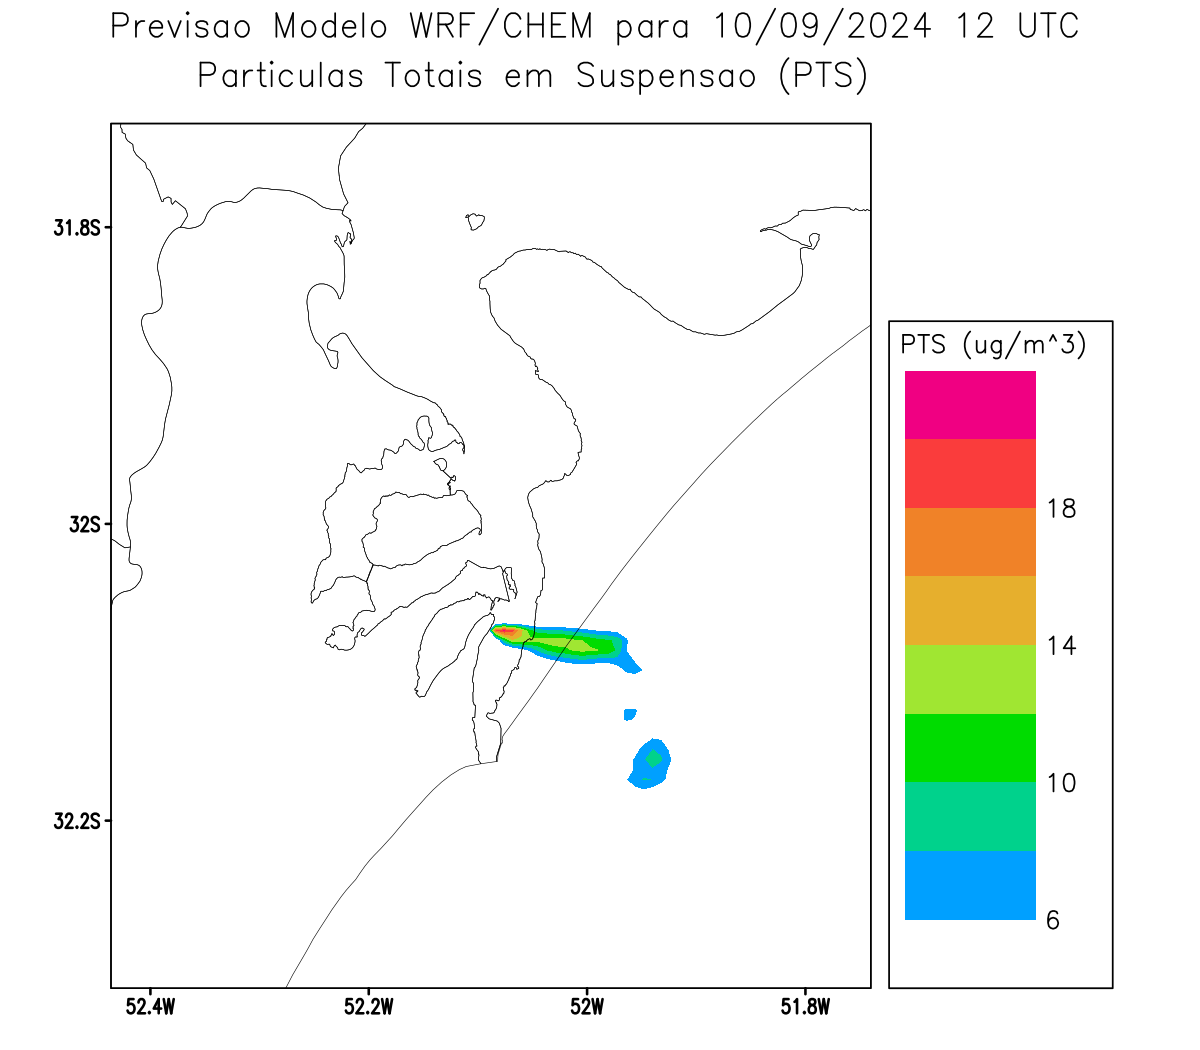 Previsao Modelo WRF/CHEM para 10/09/2024 12 UTC
Particulas Totais em Suspensao (PTS)
31.8S
32S
32.2S
52.4W
52.2W
52W
51.8W
PTS (ug/m^3)
18
14
10
6